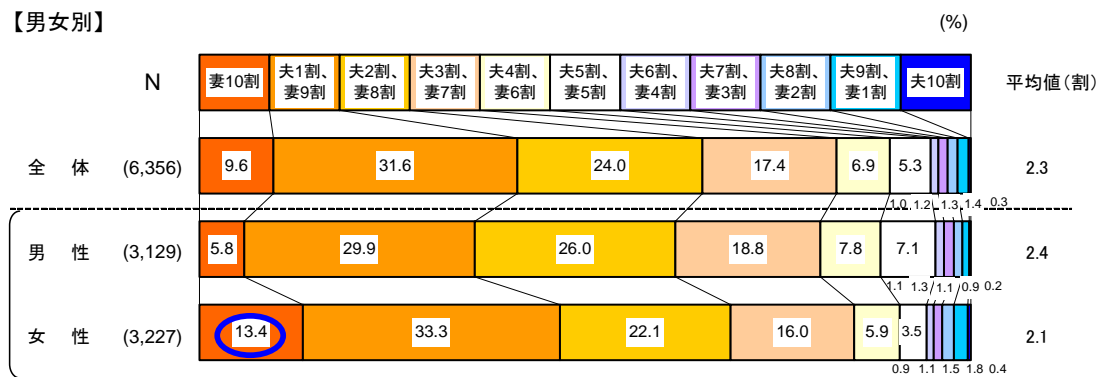 【男女別】
(%)
N
妻10割
夫1割、
妻9割
夫2割、
妻8割
夫3割、
妻7割
夫4割、
妻6割
夫5割、
妻5割
夫6割、
妻4割
夫7割、
妻3割
夫8割、
妻2割
夫9割、
妻1割
夫10割
平均値(割)
全 体 (6,356) 9.6 31.6 24.0 17.4 6.9 5.3 2.3
1.0 1.2 1.3 1.4 0.3
男 性 (3,129) 5.8 29.9 26.0 18.8 7.8 7.1 2.4
1.1 1.3 1.1 0.9 0.2
女 性 (3,227) 13.4 33.3 22.1 16.0 5.9 3.5 2.1
0.9 1.1 1.5 1.8 0.4